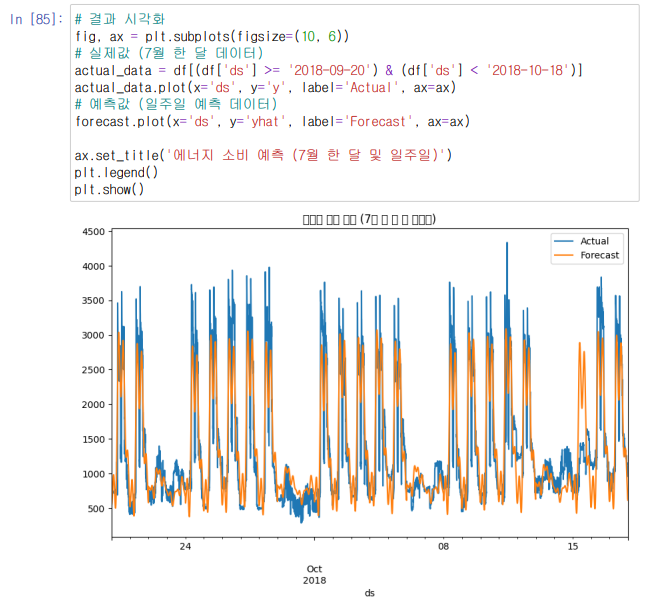 In [85]:
# 결과 시각화
fig, ax = plt.subplots(figsize=(10, 6))
# 실제값 (7월 한 달 데이터)
actual_data = df[(df['ds'] >= '2018-09-20') & (df['ds'] < '2018-10-18')]
actual_data.plot(x='ds', y='y', label='Actual', ax=ax)
# 예측값 (일주일 예측 데이터)
forecast.plot(x='ds', y='yhat', label='Forecast', ax=ax)
ax.set_title('에너지 소비 예측 (7월 한 달 및 일주일)')
plt.legend()
plt.show()
□□□ □□ □□ (7□ □ □ □ □□□)
4500
4000
3500
3000
2500
2000
1500
1000
500
Actual
Forecast
24
08
15
Oct
2018
ds